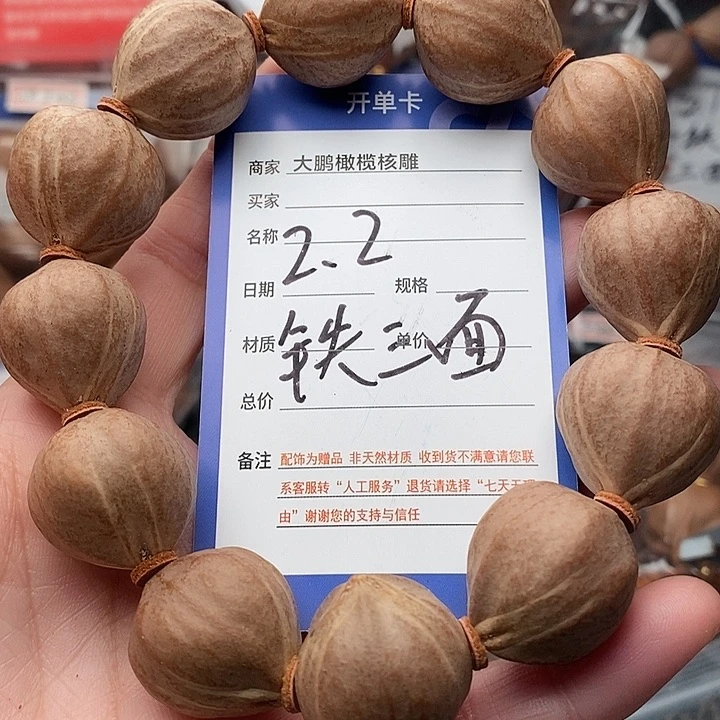 开单卡
商家 大鹏橄榄核雕
买家
名称
2.2
日期 规格
材质 单价
铁三面
总价
备注 配饰为赠品 非天然材质 收到货不满意请您联
系客服转“人工服务”退货请选择“七天无理
由”谢谢您的支持与信任